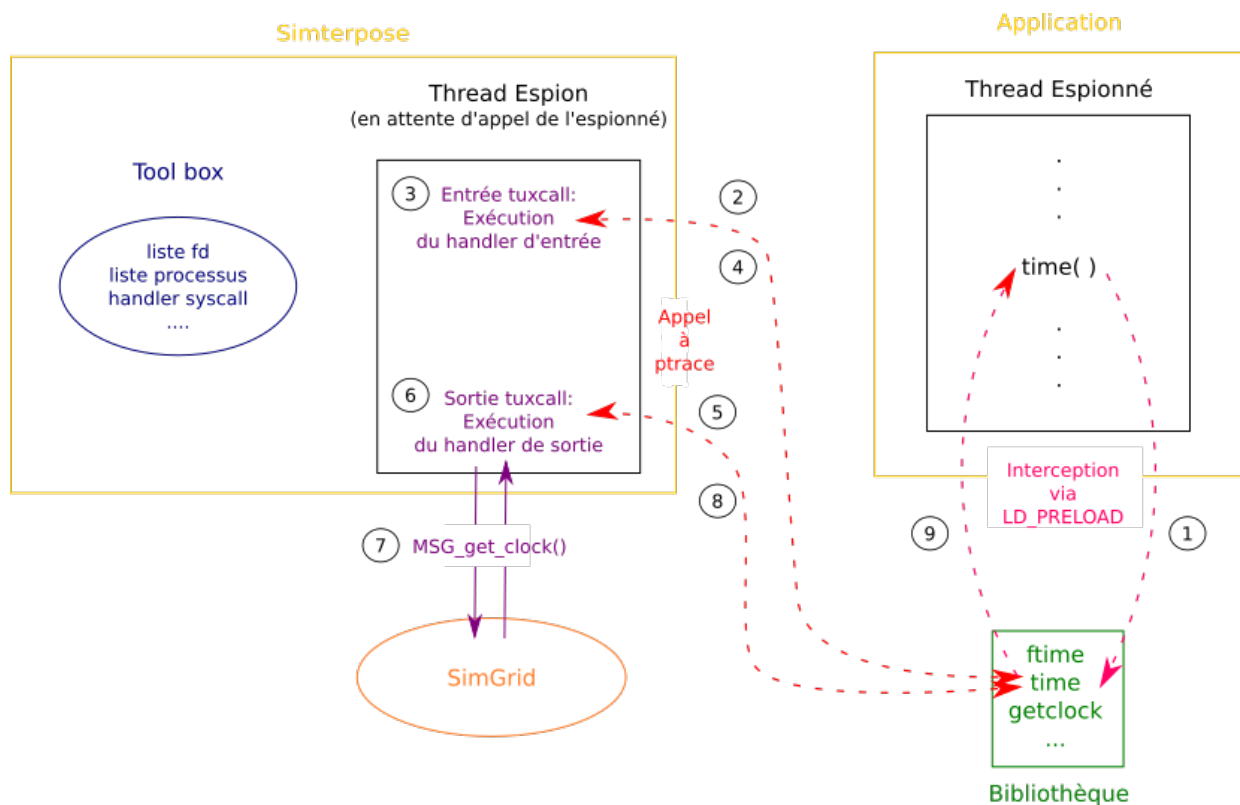 Simterpose
Application
Thread Espion
(en attente d'appel de l'espionné)
Thread Espionné
Tool box
liste fd
liste processus
handler syscall
....
3
Entrée tuxcall:
Exécution
du handler d'entrée
2
4
.
.
.
time( )
.
.
.
Appel
à
ptrace
6
Sortie tuxcall:
Exécution
du handler de sortie
5
8
Interception
via
LD_PRELOAD
7
MSG_get_clock()
9
1
SimGrid
ftime
time
getclock
...
Bibliothèque